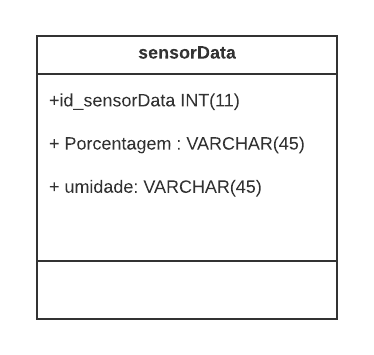 sensorData
+id_sensorData INT(11)
+ Porcentagem : VARCHAR(45)
+ umidade: VARCHAR(45)